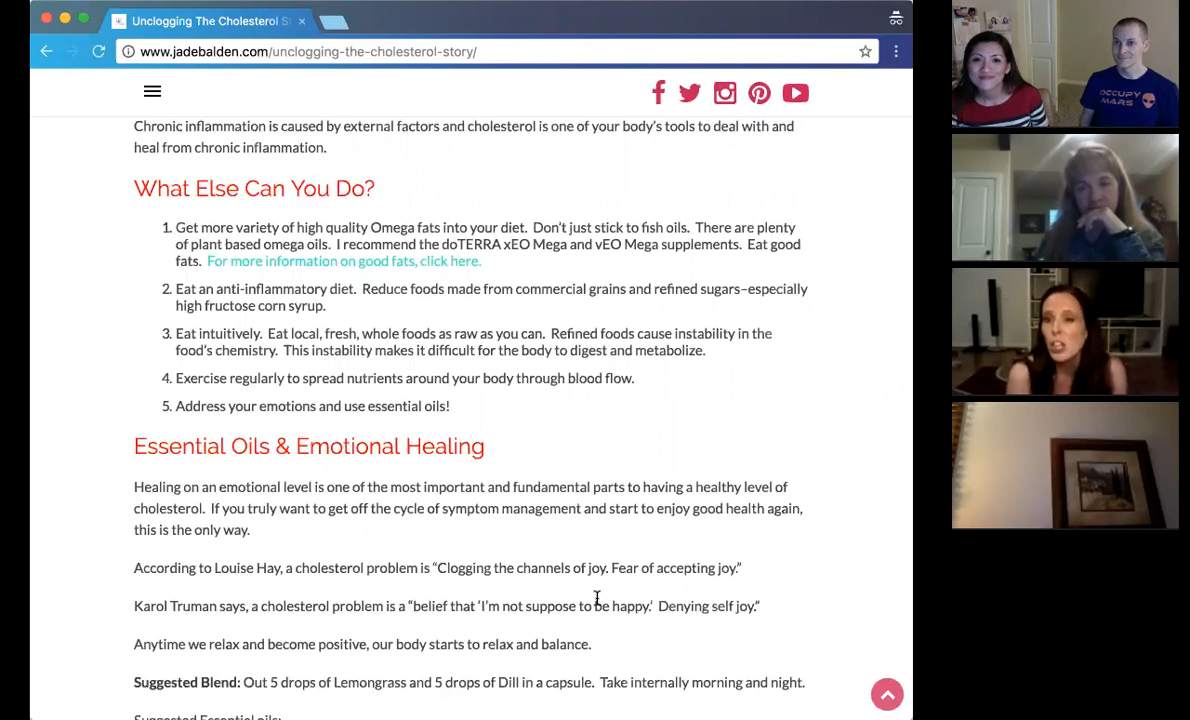 Unclogging The Cholesterol S
www.jadebalden.com/unclogging-the-cholesterol-story/
Chronic inflammation is caused by external factors and cholesterol is one of your body's tools to deal with and
heal from chronic inflammation.
What Else Can You Do?
1. Get more variety of high quality Omega fats into your diet. Don't just stick to fish oils. There are plenty
of plant based omega oils. I recommend the doTERRA xEO Mega and vEO Mega supplements. Eat good
fats. For more information on good fats, click here.
2. Eat an anti-inflammatory diet. Reduce foods made from commercial grains and refined sugars–especially
high fructose corn syrup.
3. Eat intuitively. Eat local, fresh, whole foods as raw as you can. Refined foods cause instability in the
food's chemistry. This instability makes it difficult for the body to digest and metabolize.
4. Exercise regularly to spread nutrients around your body through blood flow.
5. Address your emotions and use essential oils!
Essential Oils & Emotional Healing
Healing on an emotional level is one of the most important and fundamental parts to having a healthy level of
cholesterol. If you truly want to get off the cycle of symptom management and start to enjoy good health again,
this is the only way.
According to Louise Hay, a cholesterol problem is “Clogging the channels of joy. Fear of accepting joy.”
Karol Truman says, a cholesterol problem is a “belief that ‘I'm not suppose to be happy.’ Denying self joy.”
Anytime we relax and become positive, our body starts to relax and balance.
Suggested Blend: Out 5 drops of Lemongrass and 5 drops of Dill in a capsule. Take internally morning and night.
Suggested Essential oils:
OCCUPY
MARS